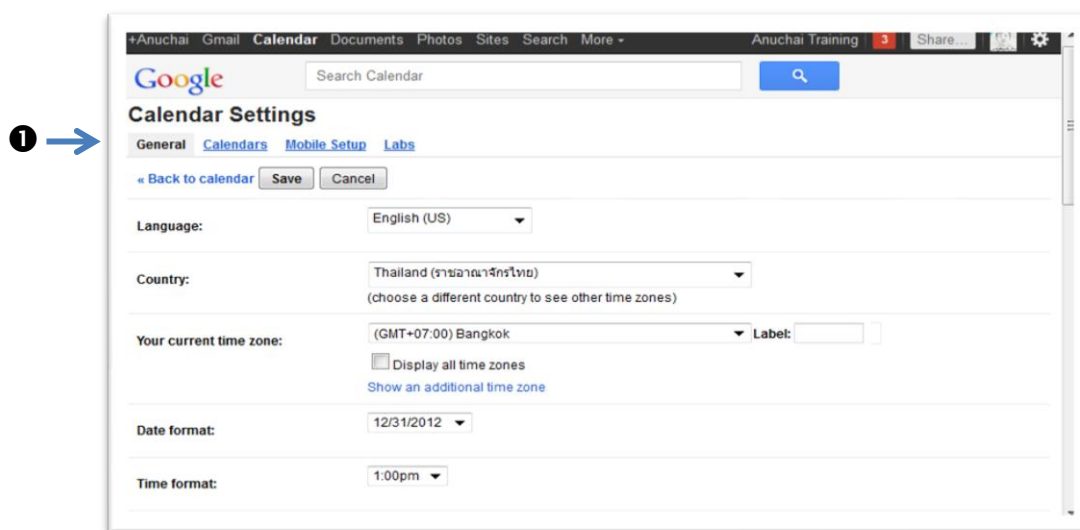 +Anuchai Gmail Calendar Documents Photos Sites Search More Anuchai Training 3 Share...
Google Search Calendar
Calendar Settings
❶ General Calendars Mobile Setup Labs
« Back to calendar Save Cancel
Language: English (US)
Country: Thailand (ราชอาณาจักรไทย)
(choose a different country to see other time zones)
Your current time zone: (GMT+07:00) Bangkok Label:
Display all time zones
Show an additional time zone
Date format: 12/31/2012
Time format: 1:00pm